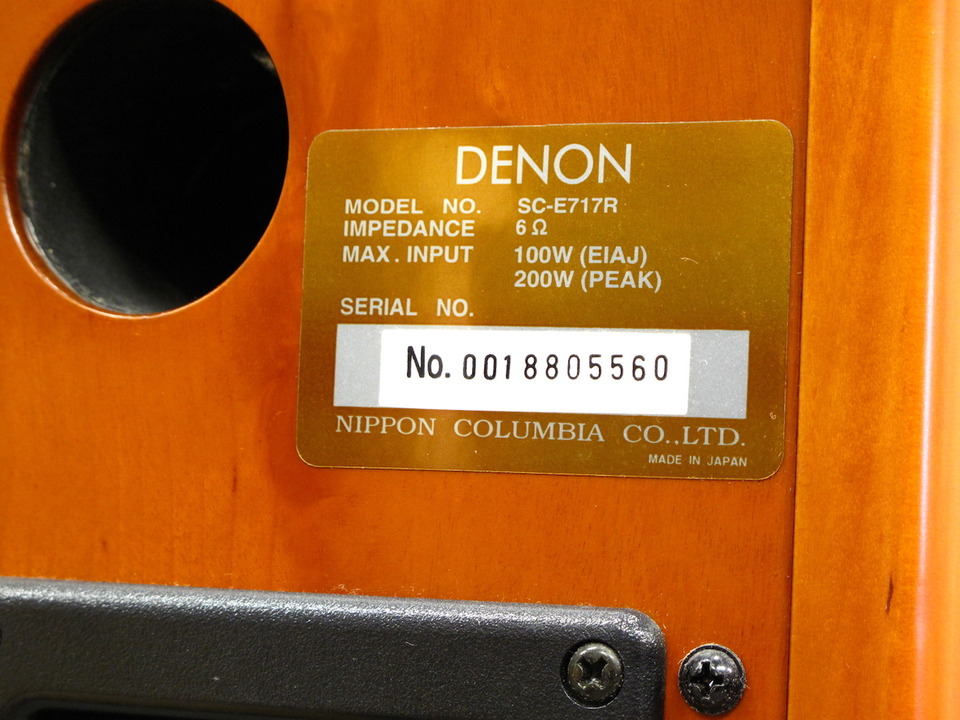 DENON
MODEL NO. SC-E717R
IMPEDANCE 6Ω
MAX. INPUT 100W (EIAJ)
200W (PEAK)
SERIAL NO.
No. 0018805560
NIPPON COLUMBIA CO.,LTD.
MADE IN JAPAN